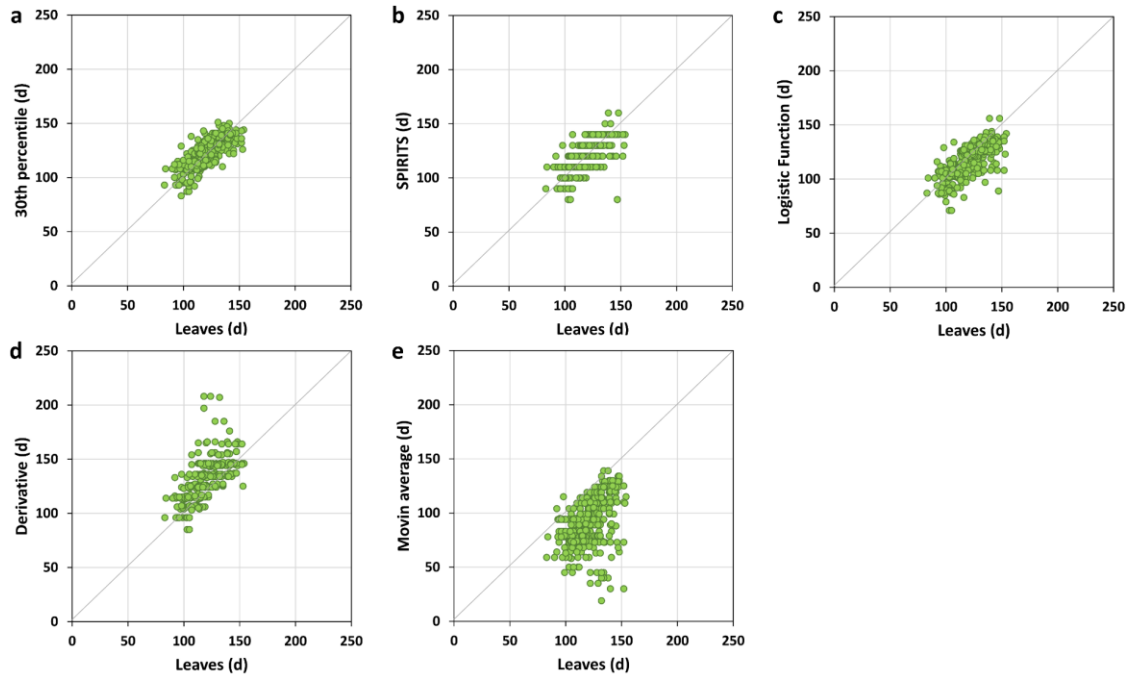 a
b
c
250
200
150
100
50
0
30th percentile (d)
0 50 100 150 200 250
Leaves (d)
250
200
150
100
50
0
SPIRITS (d)
0 50 100 150 200 250
Leaves (d)
250
200
150
100
50
0
Logistic Function (d)
0 50 100 150 200 250
Leaves (d)
d
e
250
200
150
100
50
0
Derivative (d)
0 50 100 150 200 250
Leaves (d)
250
200
150
100
50
0
Movin average (d)
0 50 100 150 200 250
Leaves (d)